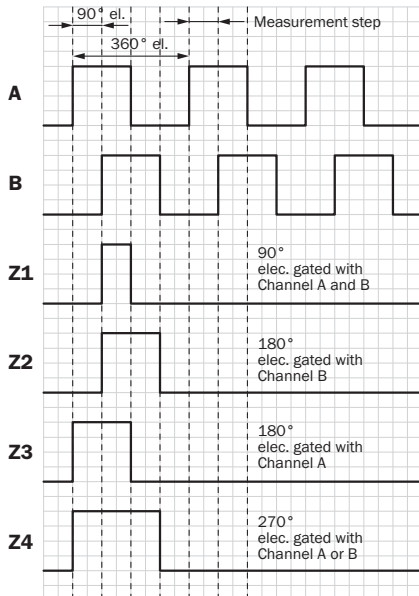 90° el.
Measurement step
360° el.
A
B
Z1
90°
elec. gated with
Channel A and B
Z2
180°
elec. gated with
Channel B
Z3
180°
elec. gated with
Channel A
Z4
270°
elec. gated with
Channel A or B